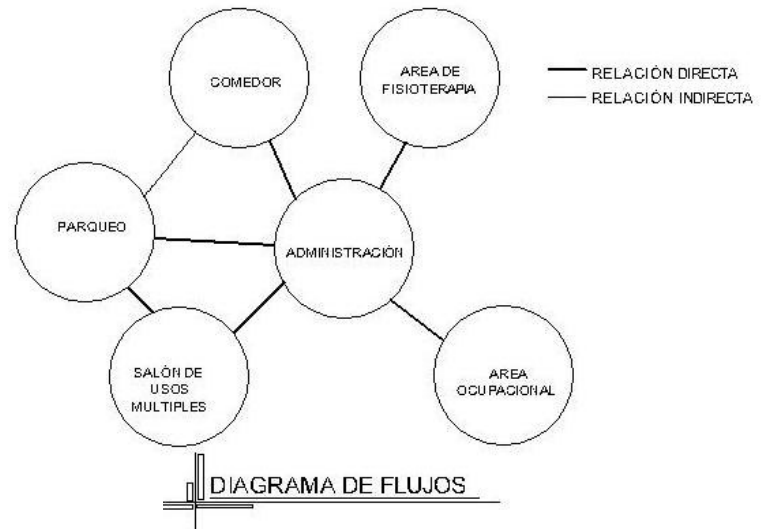 COMEDOR
AREA DE
FISIOTERAPIA
RELACIÓN DIRECTA
RELACIÓN INDIRECTA
PARQUEO
ADMINISTRACIÓN
SALÓN DE
USOS
MULTIPLES
AREA
OCUPACIONAL
DIAGRAMA DE FLUJOS